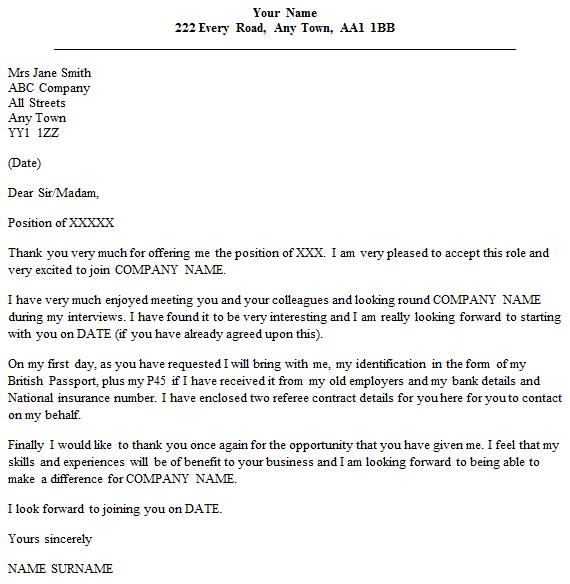 Your Name
222 Every Road, Any Town, AA1 1BB
Mrs Jane Smith
ABC Company
All Streets
Any Town
YY1 1ZZ
(Date)
Dear Sir/Madam,
Position of XXXXX
Thank you very much for offering me the position of XXX. I am very pleased to accept this role and
very excited to join COMPANY NAME.
I have very much enjoyed meeting you and your colleagues and looking round COMPANY NAME
during my interviews. I have found it to be very interesting and I am really looking forward to starting
with you on DATE (if you have already agreed upon this).
On my first day, as you have requested I will bring with me, my identification in the form of my
British Passport, plus my P45 if I have received it from my old employers and my bank details and
National insurance number. I have enclosed two referee contract details for you here for you to contact
on my behalf.
Finally I would like to thank you once again for the opportunity that you have given me. I feel that my
skills and experiences will be of benefit to your business and I am looking forward to being able to
make a difference for COMPANY NAME.
I look forward to joining you on DATE.
Yours sincerely
NAME SURNAME